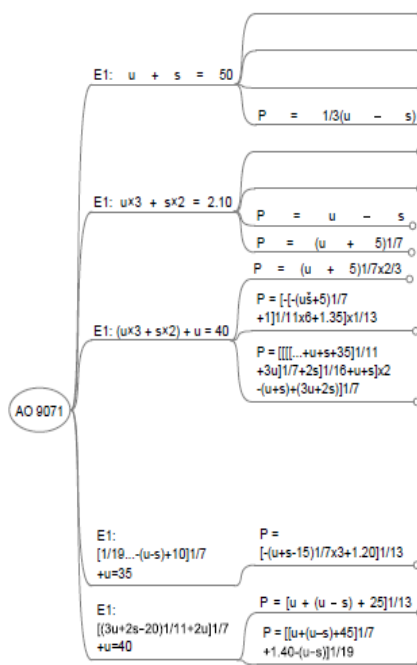 E1: u + s = 50
P = 1/3(u – s)
E1: u×3 + s×2 = 2.10
P = u – s
P = (u + 5)1/7
P = (u + 5)1/7x2/3
E1: (u×3 + s×2) + u = 40
P = [-[-(uš+5)1/7
+1]1/11x6+1.35]x1/13
P = [[[[...+u+s+35]1/11
+3u]1/7+2s]1/16+u+s]x2
-(u+s)+(3u+2s))]1/7
AO 9071
E1:
[1/19...-(u-s)+10]1/7
+u=35
P =
[-(u+s-15)1/7x3+1.20]1/13
E1:
[(3u+2s-20)1/11+2u]1/7
+u=40
P = [u + (u – s) + 25]1/13
P = [[u+(u–s)+45]1/7
+1.40-(u–s)]1/19